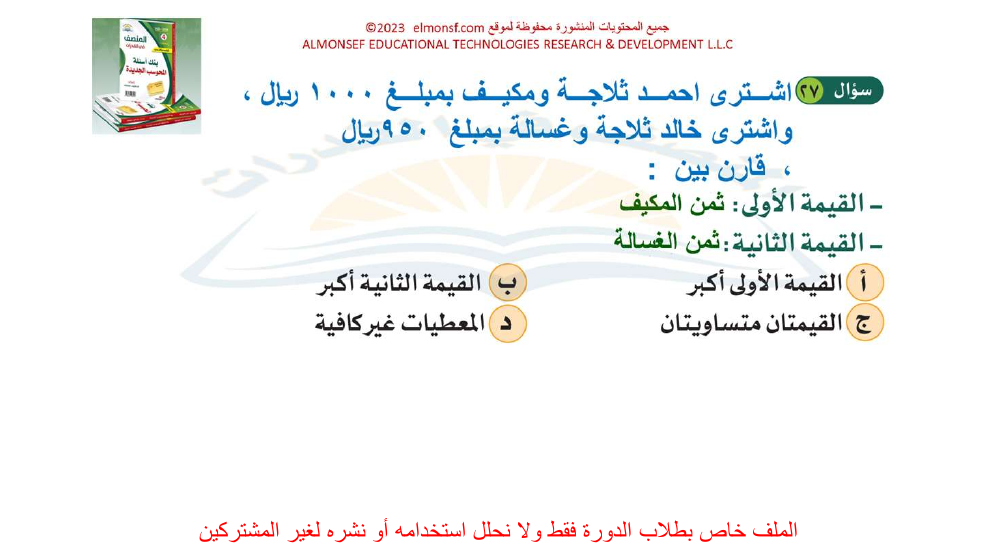 جميع المحتويات المنشورة محفوظة لموقع elmonsf.com ©2023
ALMONSEF EDUCATIONAL TECHNOLOGIES RESEARCH & DEVELOPMENT L.L.C
المنصف
بنك أسئلة
المحوسب الجديدة
سؤال ٢٧ اشترى احمد ثلاجة ومكيف بمبلغ ١٠٠٠ ريال ،
واشترى خالد ثلاجة وغسالة بمبلغ ٩٥٠ريال
، قارن بين :
- القيمة الأولى: ثمن المكيف
- القيمة الثانية: ثمن الغسالة
أ القيمة الأولى أكبر
ب القيمة الثانية أكبر
ج القيمتان متساويتان
د المعطيات غير كافية
الملف خاص بطلاب الدورة فقط ولا نحلل استخدامه أو نشره لغير المشتركين